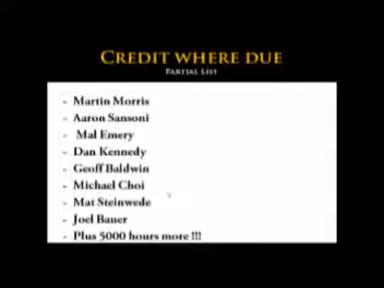 CREDIT WHERE DUE
PARTIAL LIST
- Martin Morris
- Aaron Sansoni
- Mal Emery
- Dan Kennedy
- Geoff Baldwin
- Michael Choi
- Mat Steinwede
- Joel Bauer
- Plus 5000 hours more !!!